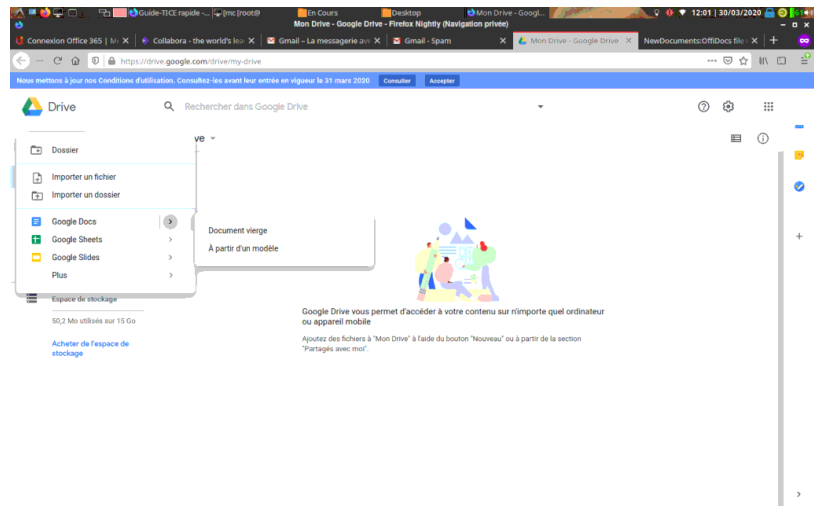 Guide-TICE rapide -...
[mc [root@
En Cours
Desktop
Mon Drive - Googl...
12:01 | 30/03/2020
Mon Drive - Google Drive - Firefox Nightly (Navigation privée)
Connexion Office 365 | M
Collabora - the world's lea
Gmail – La messagerie ave
Gmail - Spam
Mon Drive - Google Drive
NewDocuments:OffiDocs file
https://drive.google.com/drive/my-drive
Nous mettons à jour nos Conditions d'utilisation. Consultez-les avant leur entrée en vigueur le 31 mars 2020
Consulter
Accepter
Drive
Rechercher dans Google Drive
ve
Dossier
Importer un fichier
Importer un dossier
Google Docs
Google Sheets
Google Slides
Plus
Document vierge
À partir d'un modèle
Espace de stockage
50,2 Mo utilisés sur 15 Go
Acheter de l'espace de
stockage
Google Drive vous permet d'accéder à votre contenu sur n'importe quel ordinateur
ou appareil mobile
Ajoutez des fichiers à "Mon Drive" à l'aide du bouton "Nouveau" ou à partir de la section
"Partagés avec moi".